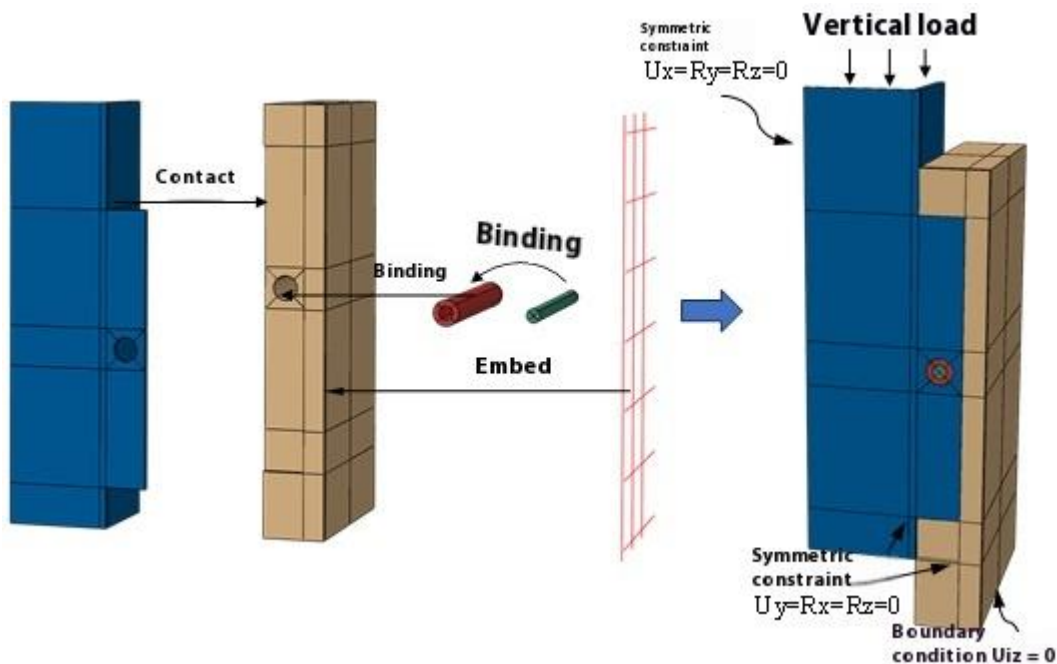 Symmetric
constraint
Ux=Ry=Rz=0
Vertical load
Contact
Binding
Binding
Embed
Symmetric
constraint
Uy=Rx=Rz=0
Boundary
condition Uiz = 0